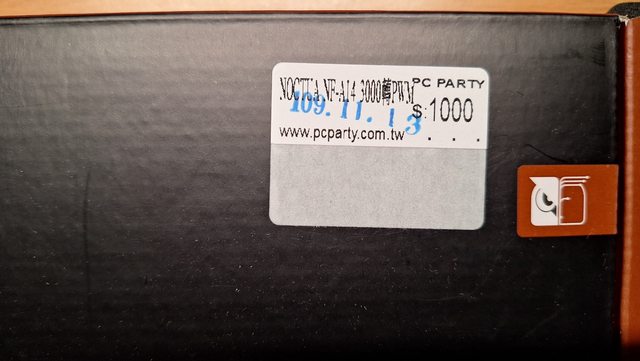 NOCTUA NF-A14 3000轉PWM
PC PARTY
109.11.13
$:1000
www.pcparty.com.tw